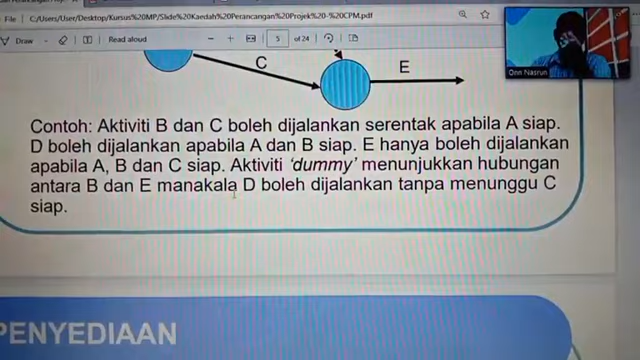 File C:/Users/User/Desktop/Kursus%20MP/Slide%20Kaedah%20Perancangan%20Projek%20-%20CPM.pdf
Draw Read aloud 5 of 24
Onn Nasrun
C
E
Contoh: Aktiviti B dan C boleh dijalankan serentak apabila A siap.
D boleh dijalankan apabila A dan B siap. E hanya boleh dijalankan
apabila A, B dan C siap. Aktiviti 'dummy' menunjukkan hubungan
antara B dan E manakala D boleh dijalankan tanpa menunggu C
siap.
PENYEDIAAN